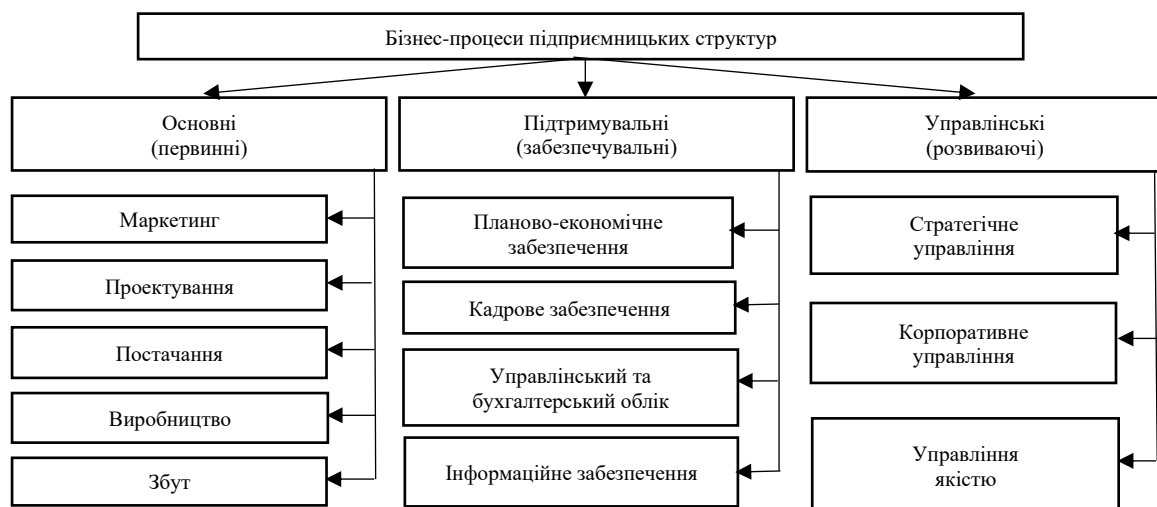 Бізнес-процеси підприємницьких структур
Основні
(первинні)
Маркетинг
Проектування
Постачання
Виробництво
Збут
Підтримувальні
(забезпечувальні)
Планово-економічне
забезпечення
Кадрове забезпечення
Управлінський та
бухгалтерський облік
Інформаційне забезпечення
Управлінські
(розвиваючі)
Стратегічне
управління
Корпоративне
управління
Управління
якістю